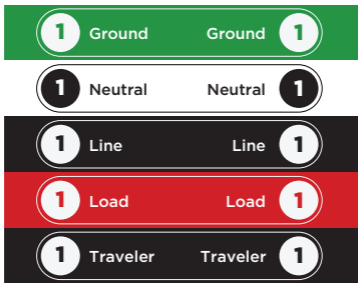 1 Ground Ground 1
1 Neutral Neutral 1
1 Line Line 1
1 Load Load 1
1 Traveler Traveler 1